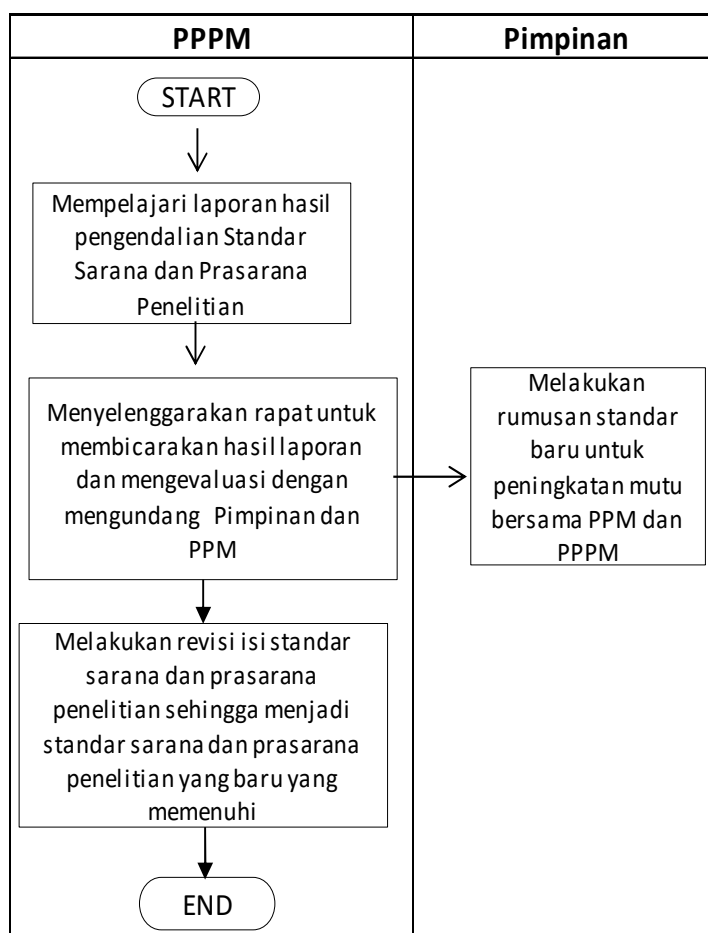 PPPM
Pimpinan
START
Mempelajari laporan hasil
pengendalian Standar
Sarana dan Prasarana
Penelitian
Menyelenggarakan rapat untuk
membicarakan hasil laporan
dan mengevaluasi dengan
mengundang Pimpinan dan
PPM
Melakukan
rumusan standar
baru untuk
peningkatan mutu
bersama PPM dan
PPPM
Melakukan revisi isi standar
sarana dan prasarana
penelitian sehingga menjadi
standar sarana dan prasarana
penelitian yang baru yang
memenuhi
END